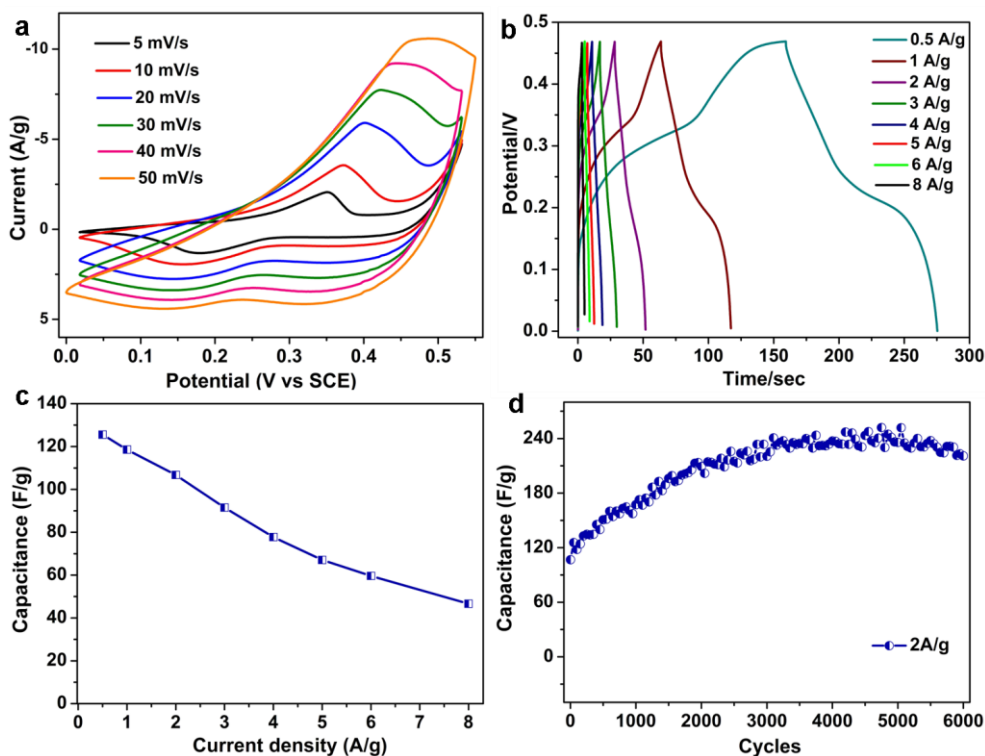 a
-10
-5
0
5
Current (A/g)
5 mV/s
10 mV/s
20 mV/s
30 mV/s
40 mV/s
50 mV/s
0.0 0.1 0.2 0.3 0.4 0.5
Potential (V vs SCE)
b
0.5
0.4
0.3
0.2
0.1
0.0
Potential/V
0.5 A/g
1 A/g
2 A/g
3 A/g
4 A/g
5 A/g
6 A/g
8 A/g
0 50 100 150 200 250 300
Time/sec
c
140
120
100
80
60
40
20
0
Capacitance (F/g)
0 1 2 3 4 5 6 7 8
Current density (A/g)
d
240
180
120
60
0
Capacitance (F/g)
2A/g
0 1000 2000 3000 4000 5000 6000
Cycles